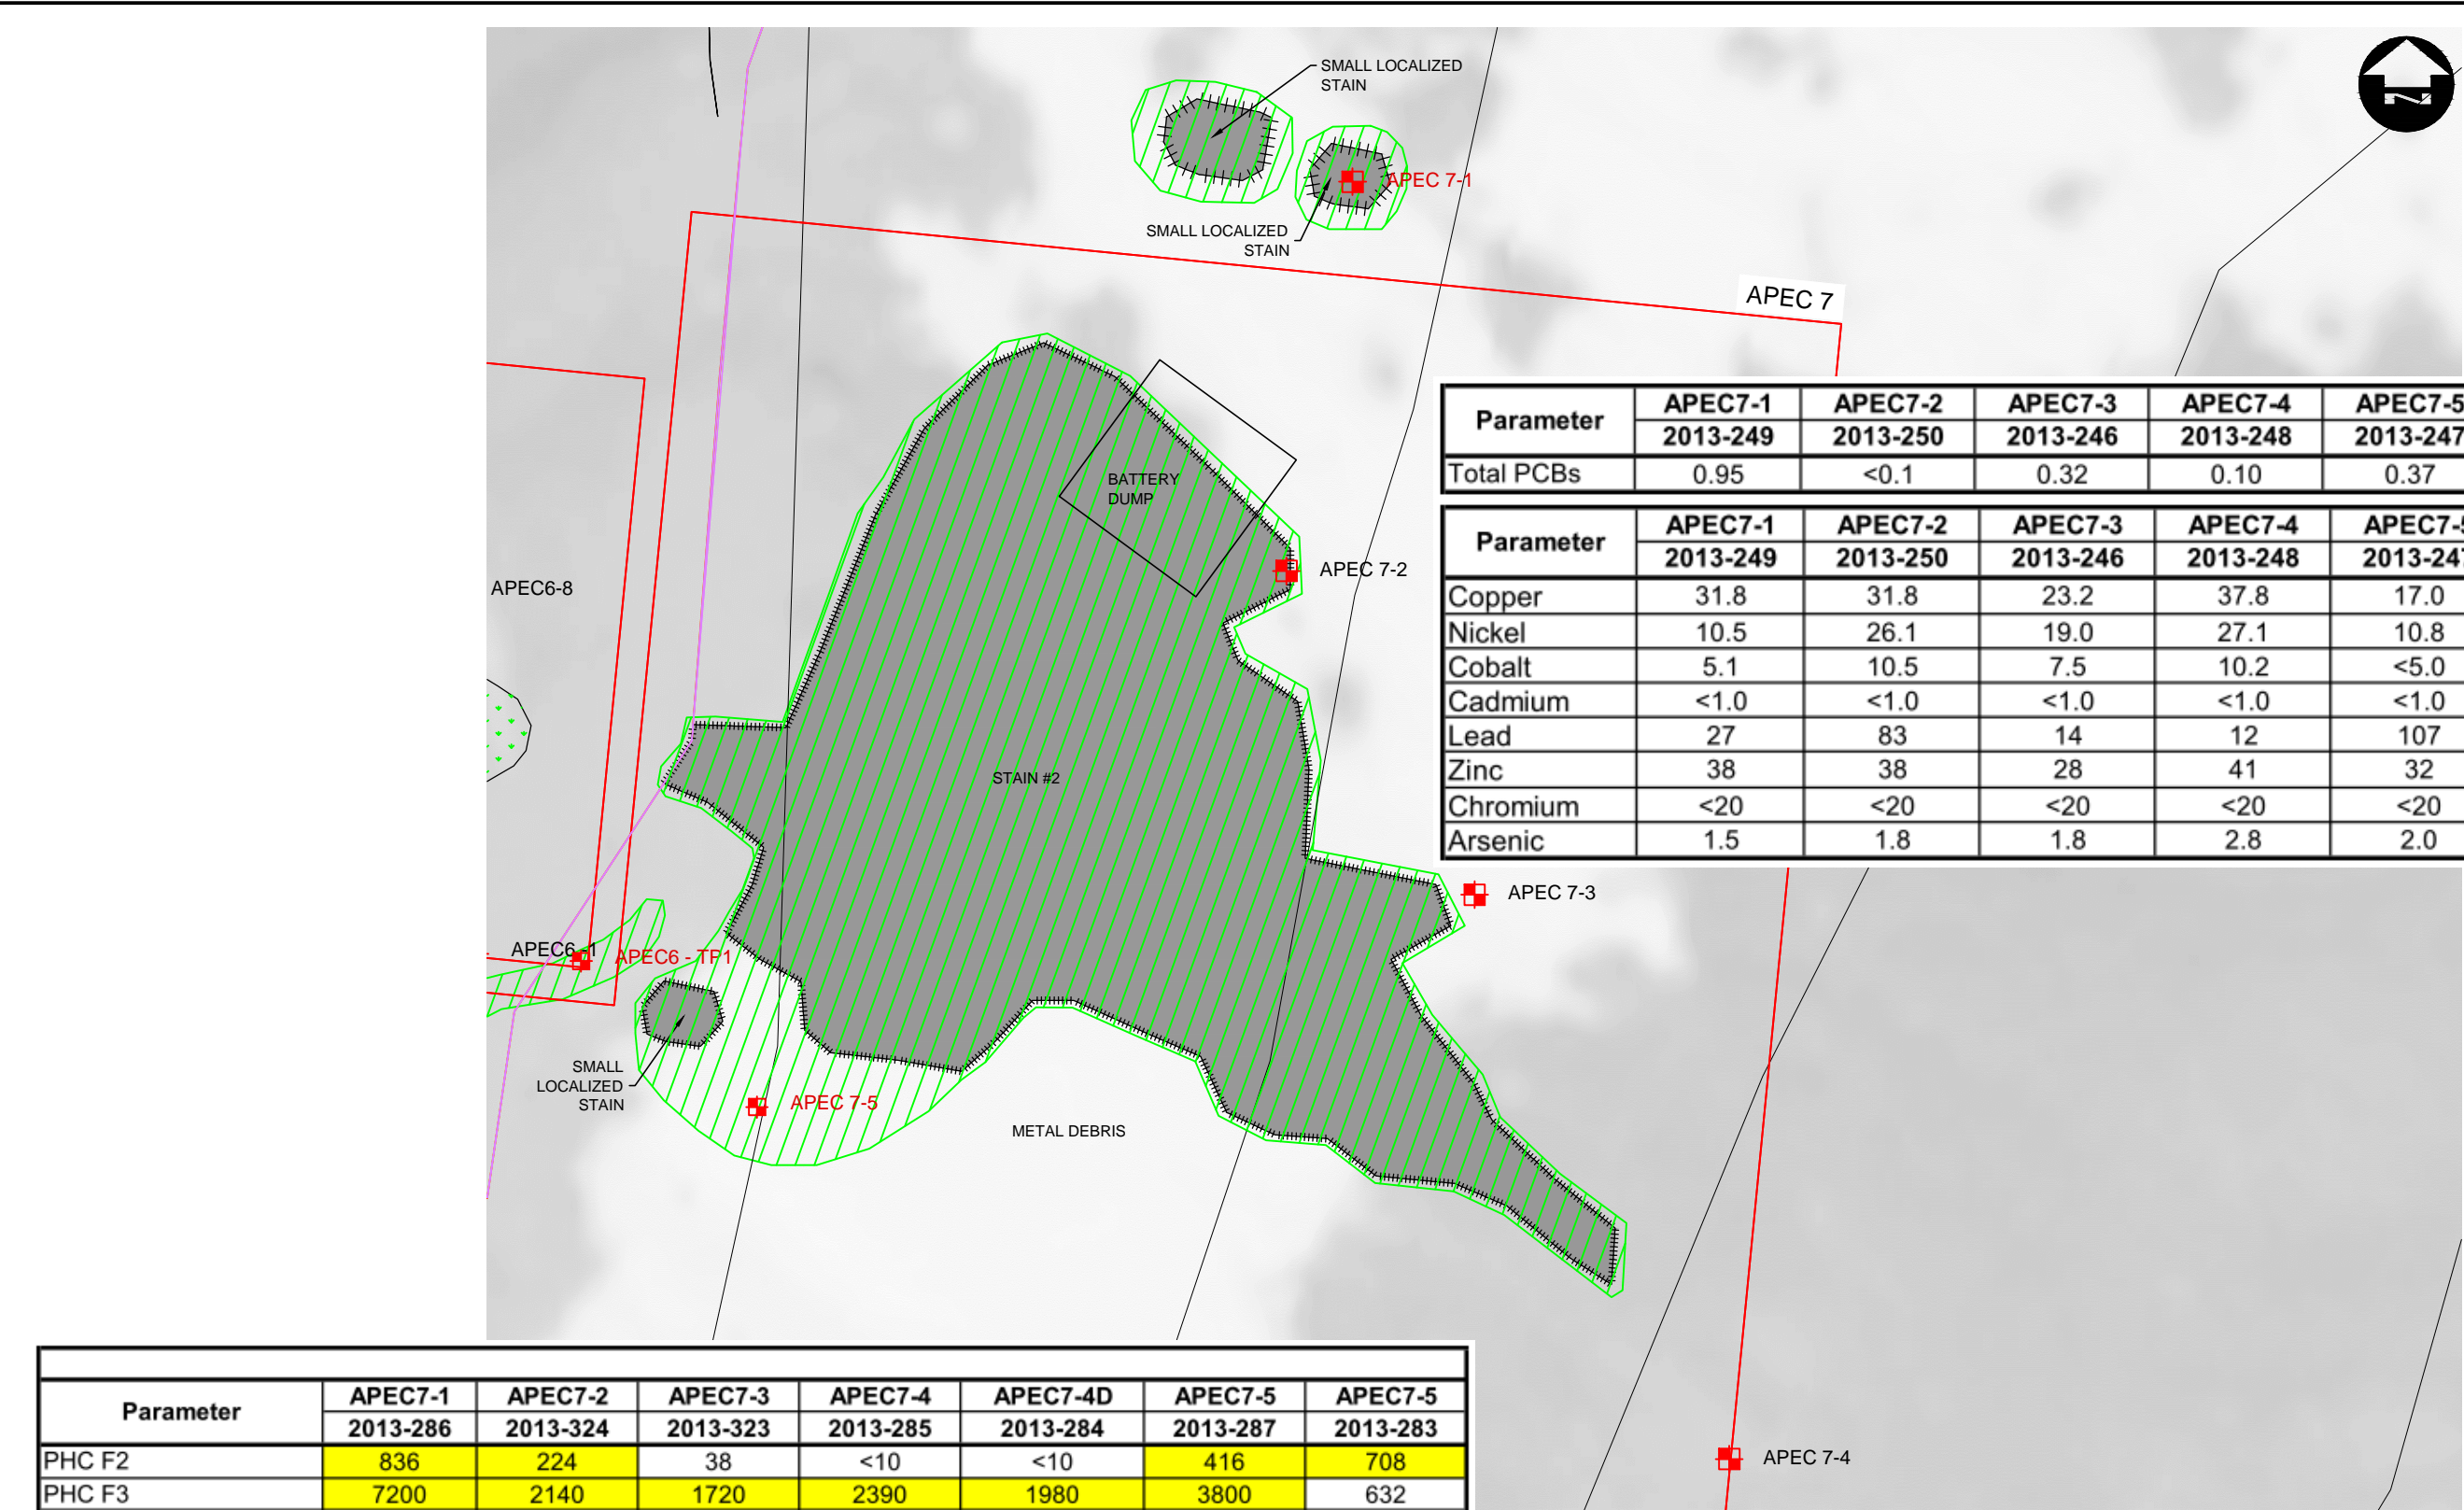 SMALL LOCALIZED
STAIN
APEC 7-1
SMALL LOCALIZED
STAIN
APEC 7
BATTERY
DUMP
APEC 7-2
APEC6-8
Parameter APEC7-1 APEC7-2 APEC7-3 APEC7-4 APEC7-5
2013-249 2013-250 2013-246 2013-248 2013-247
Total PCBs 0.95 <0.1 0.32 0.10 0.37
Parameter APEC7-1 APEC7-2 APEC7-3 APEC7-4 APEC7-
2013-249 2013-250 2013-246 2013-248 2013-24
Copper 31.8 31.8 23.2 37.8 17.0
Nickel 10.5 26.1 19.0 27.1 10.8
Cobalt 5.1 10.5 7.5 10.2 <5.0
Cadmium <1.0 <1.0 <1.0 <1.0 <1.0
Lead 27 83 14 12 107
Zinc 38 38 28 41 32
Chromium <20 <20 <20 <20 <20
Arsenic 1.5 1.8 1.8 2.8 2.0
STAIN #2
APEC 7-3
APEC6-1
APEC6 - TP1
SMALL
LOCALIZED
STAIN
APEC 7-5
METAL DEBRIS
Parameter APEC7-1 APEC7-2 APEC7-3 APEC7-4 APEC7-4D APEC7-5 APEC7-5
2013-286 2013-324 2013-323 2013-285 2013-284 2013-287 2013-283
PHC F2 836 224 38 <10 <10 416 708
PHC F3 7200 2140 1720 2390 1980 3800 632
APEC 7-4